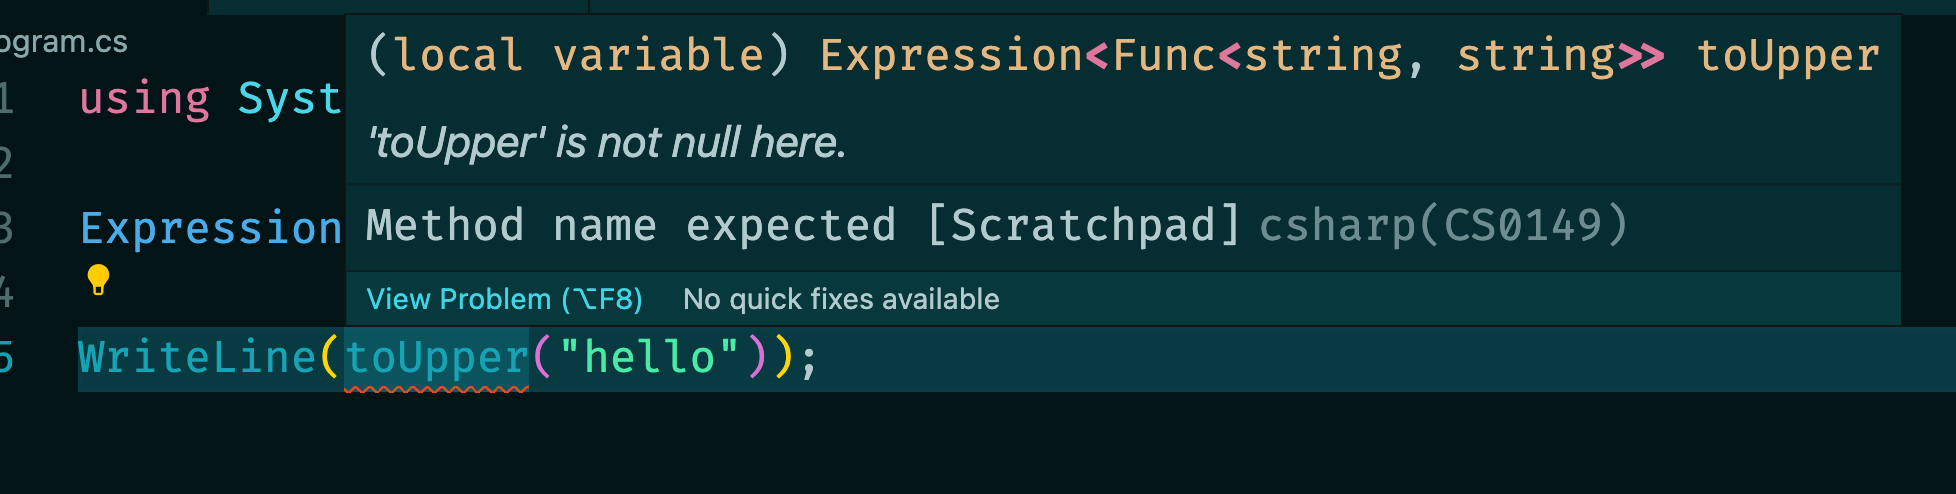 ogram.cs
(local variable) Expression<Func<string, string>> toUpper
1 using Syst
'toUpper' is not null here.
2
3 Expression
Method name expected [Scratchpad] csharp(CS0149)
4
View Problem (⌥F8) No quick fixes available
5 WriteLine(toUpper("hello"));